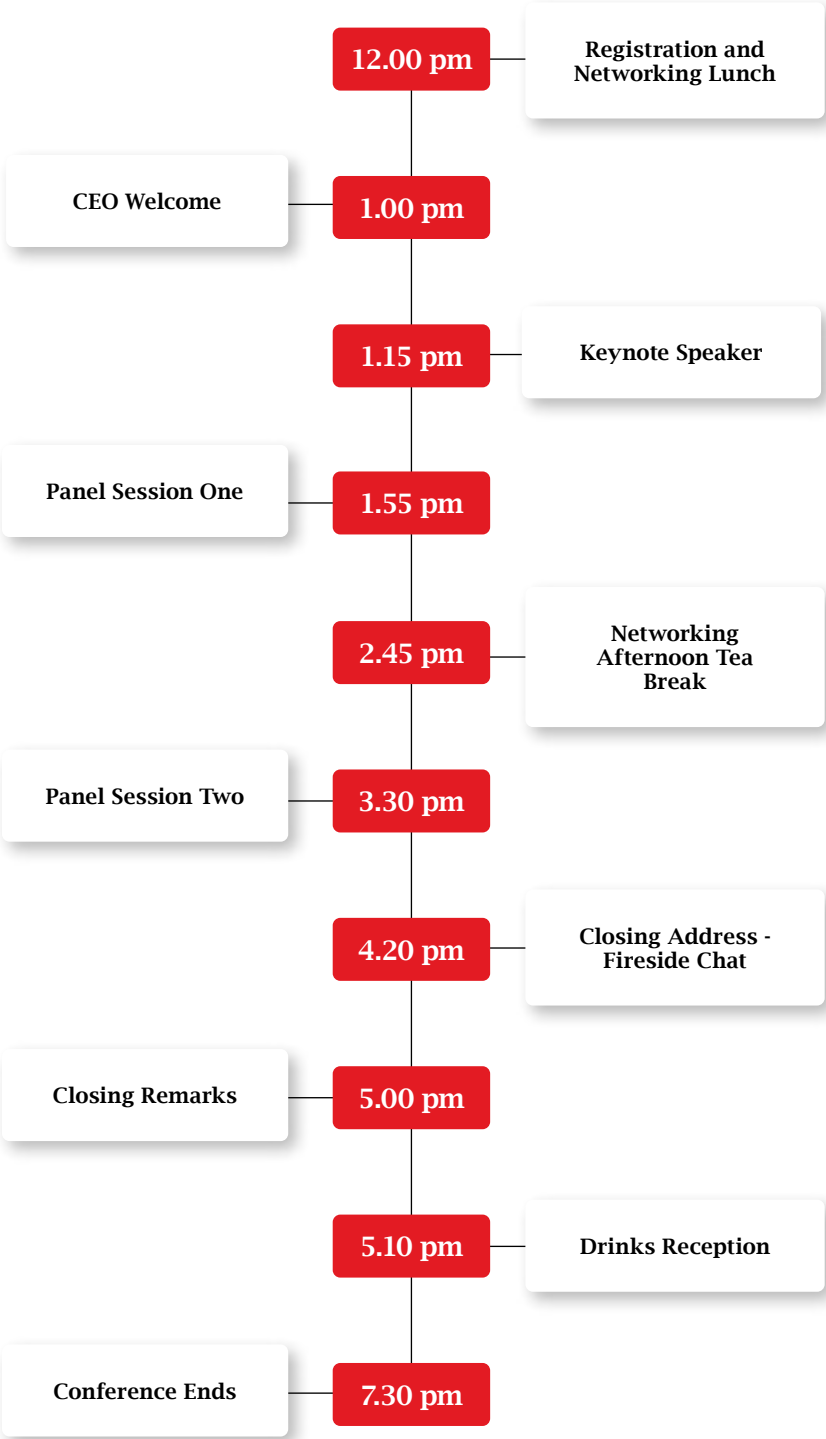 12.00 pm
Registration and
Networking Lunch
CEO Welcome
1.00 pm
1.15 pm
Keynote Speaker
Panel Session One
1.55 pm
2.45 pm
Networking
Afternoon Tea
Break
Panel Session Two
3.30 pm
4.20 pm
Closing Address -
Fireside Chat
Closing Remarks
5.00 pm
5.10 pm
Drinks Reception
Conference Ends
7.30 pm